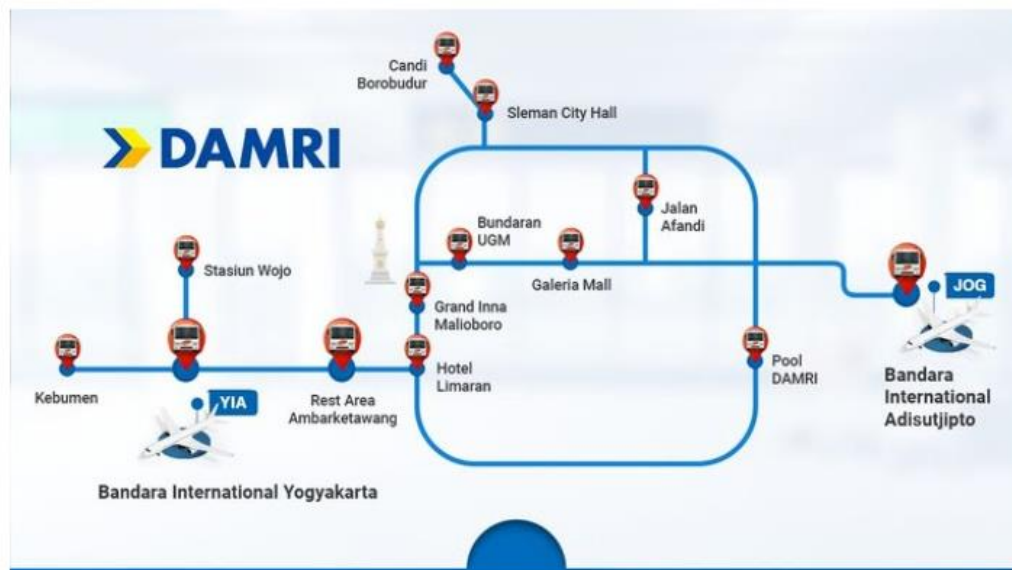 Candi
Borobudur
Sleman City Hall
DAMRI
Jalan
Afandi
Bundaran
UGM
Stasiun Wojo
Galeria Mall
JOG
Grand Inna
Malioboro
Pool
DAMRI
Hotel
Limaran
Bandara
International
Adisutjipto
Kebumen
YIA
Rest Area
Ambarketawang
Bandara International Yogyakarta